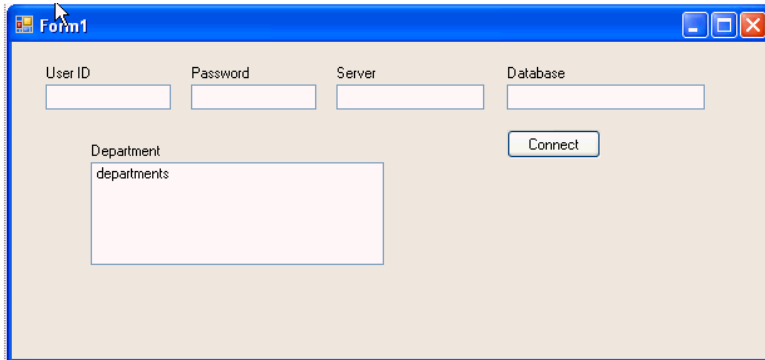 Form1
User ID Password Server Database
Connect
Department
departments